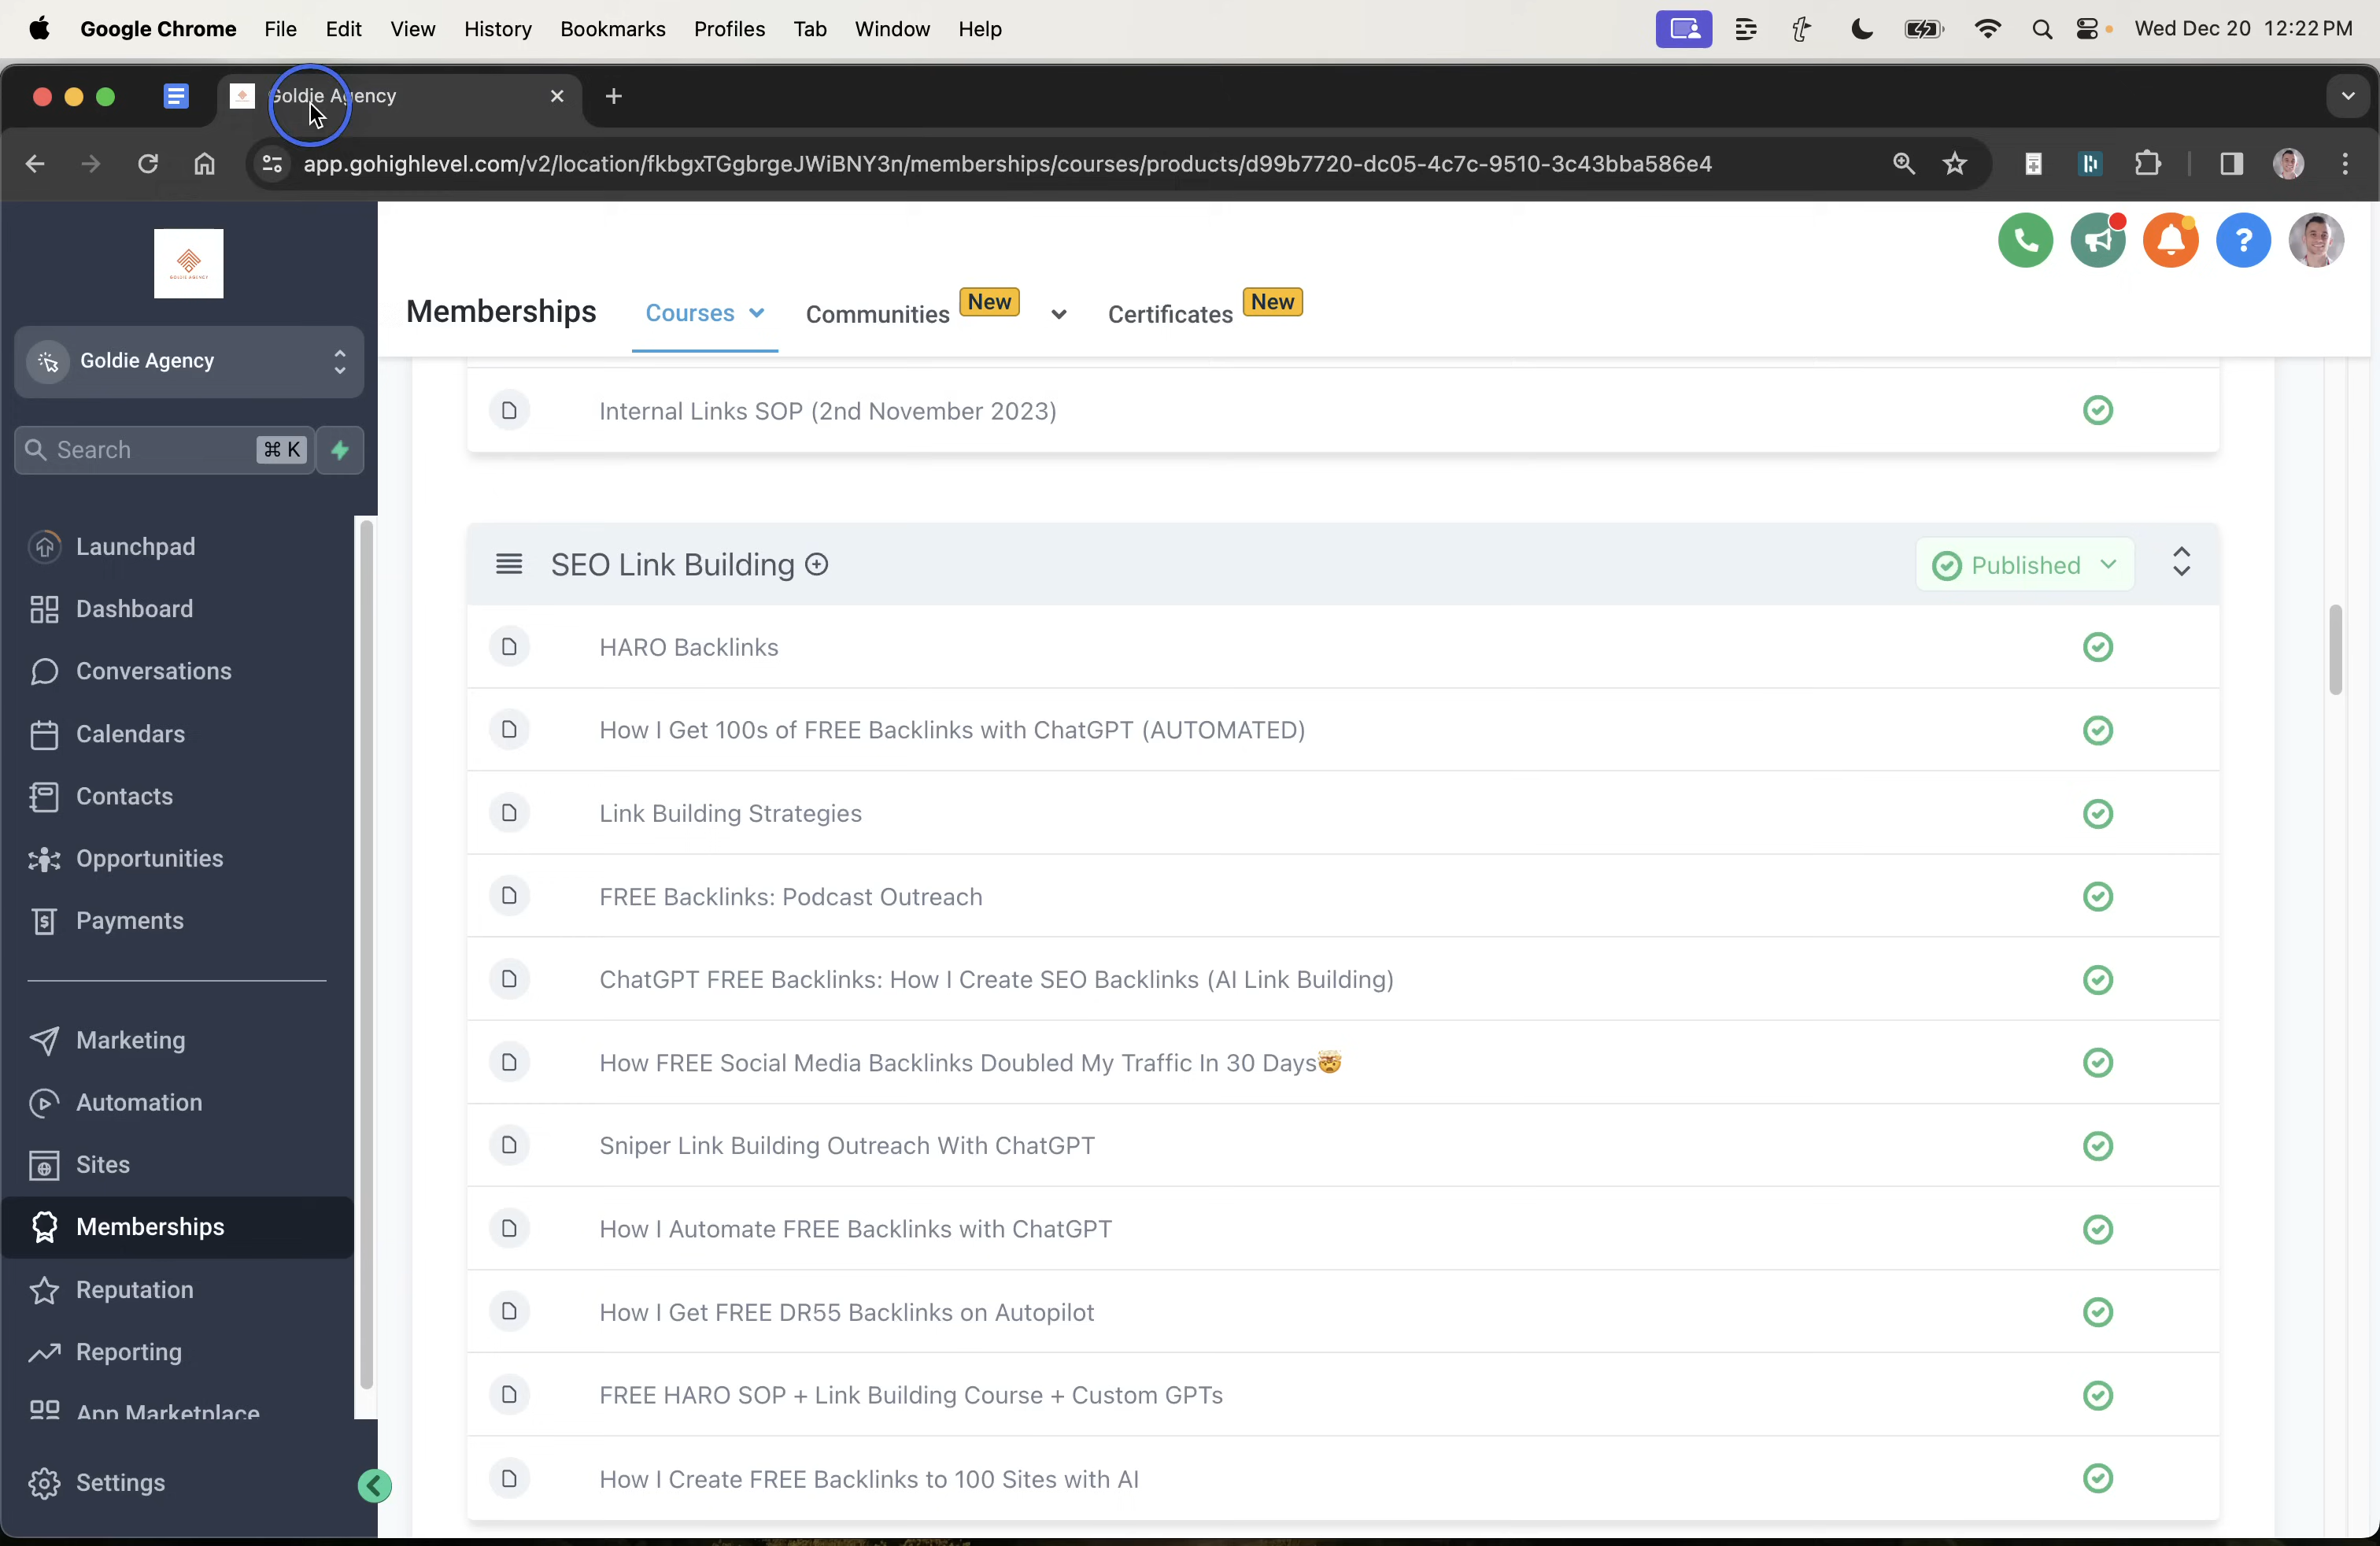 Google Chrome File Edit View History Bookmarks Profiles Tab Window Help Wed Dec 20 12:22 PM
Goldie Agency
app.gohighlevel.com/v2/location/fkbgxTGgbrgeJWiBNY3n/memberships/courses/products/d99b7720-dc05-4c7c-9510-3c43bba586e4
GOLDIE AGENCY
Goldie Agency
Search ⌘ K
Launchpad
Dashboard
Conversations
Calendars
Contacts
Opportunities
Payments
Marketing
Automation
Sites
Memberships
Reputation
Reporting
App Marketplace
Settings
Memberships Courses Communities New Certificates New
Internal Links SOP (2nd November 2023)
SEO Link Building Published
HARO Backlinks
How I Get 100s of FREE Backlinks with ChatGPT (AUTOMATED)
Link Building Strategies
FREE Backlinks: Podcast Outreach
ChatGPT FREE Backlinks: How I Create SEO Backlinks (AI Link Building)
How FREE Social Media Backlinks Doubled My Traffic In 30 Days🤯
Sniper Link Building Outreach With ChatGPT
How I Automate FREE Backlinks with ChatGPT
How I Get FREE DR55 Backlinks on Autopilot
FREE HARO SOP + Link Building Course + Custom GPTs
How I Create FREE Backlinks to 100 Sites with AI